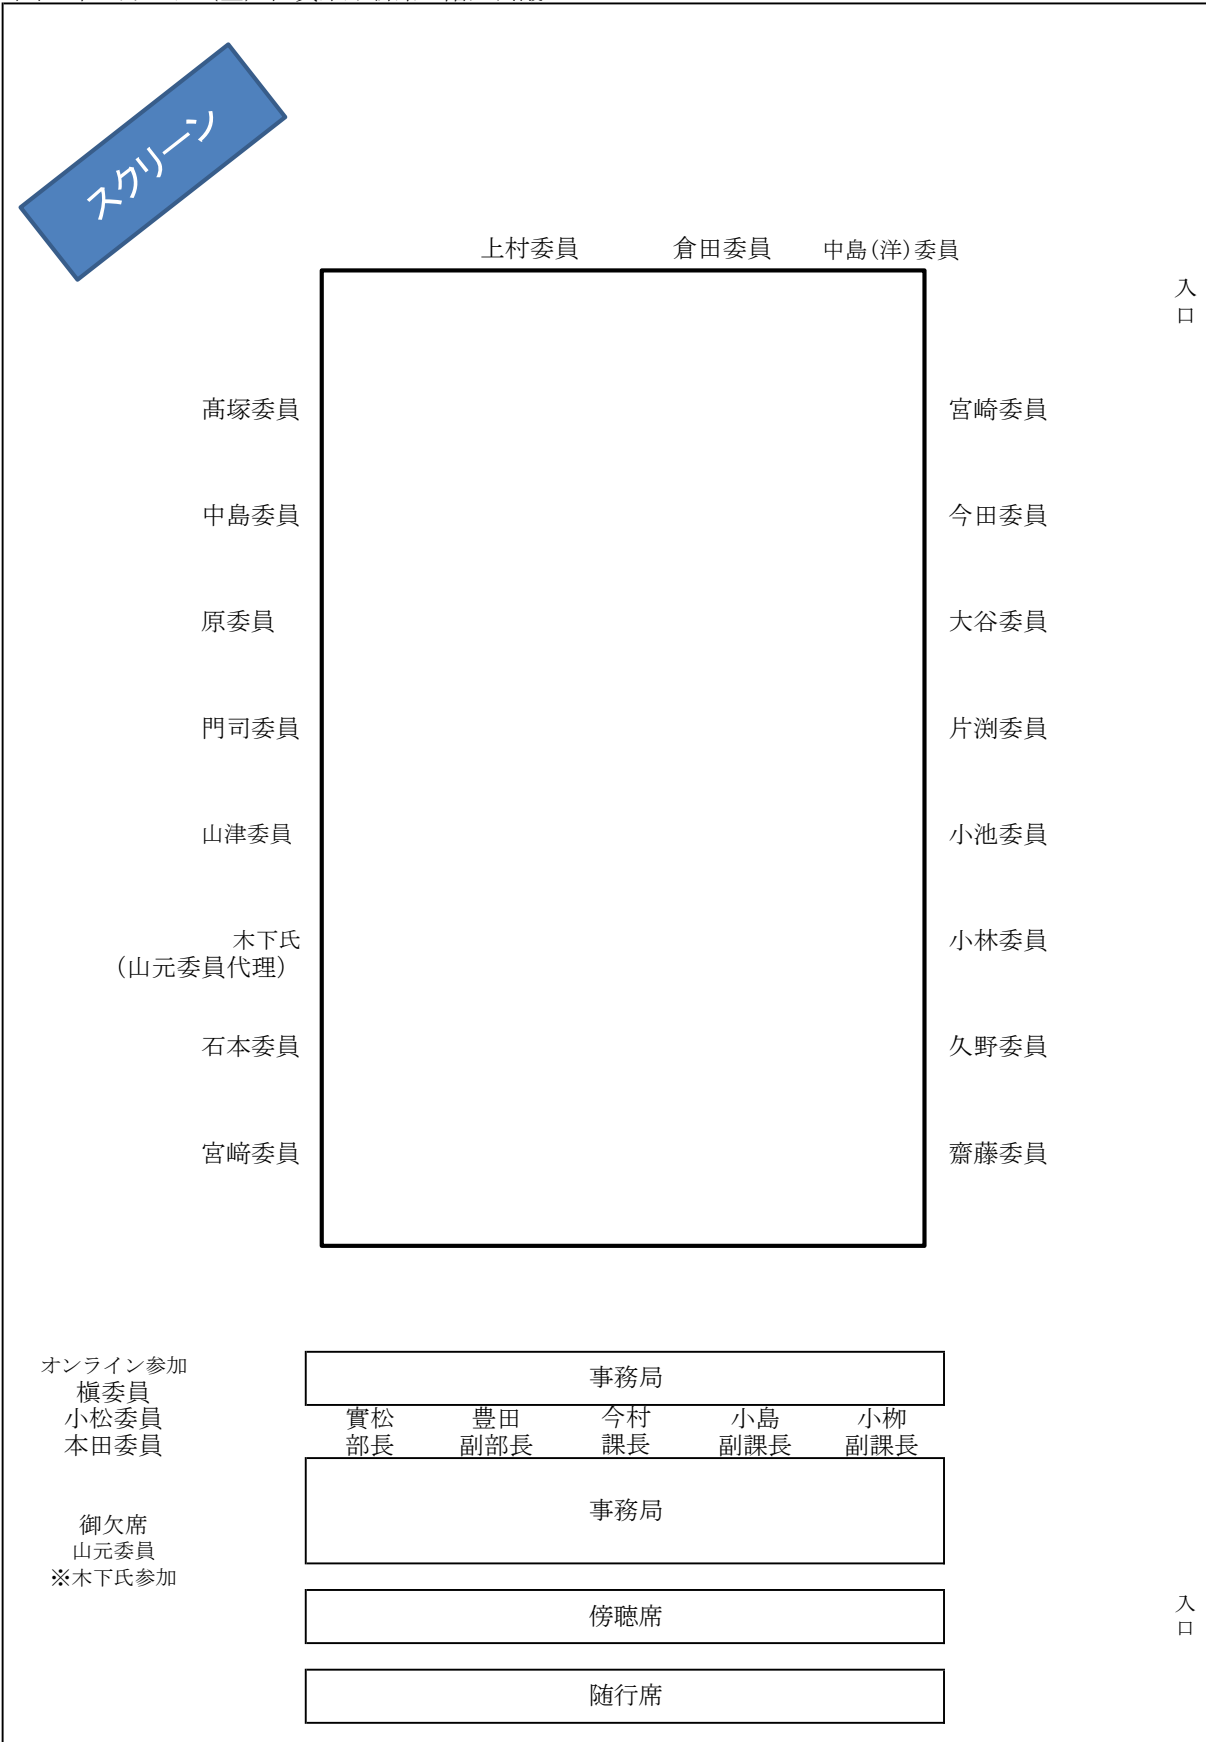 スクリーン
上村委員 倉田委員 中島(洋)委員
入
口
髙塚委員 宮崎委員
中島委員 今田委員
原委員 大谷委員
門司委員 片渕委員
山津委員 小池委員
木下氏 小林委員
(山元委員代理)
石本委員 久野委員
宮﨑委員 齋藤委員
オンライン参加
槇委員
小松委員
本田委員
事務局
實松 豊田 今村 小島 小栁
部長 副部長 課長 副課長 副課長
事務局
御欠席
山元委員
※木下氏参加
傍聴席
入
口
随行席